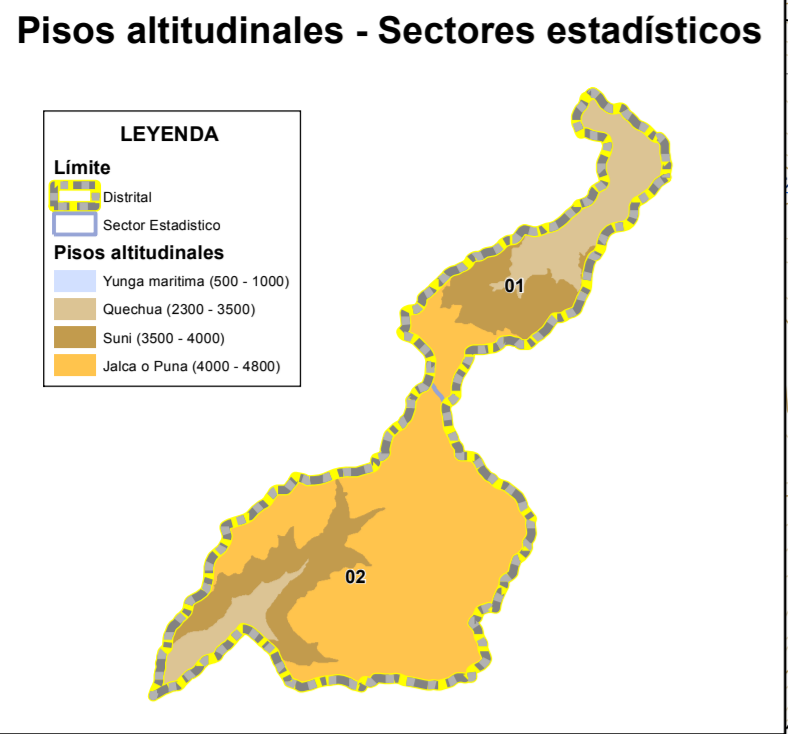 Pisos altitudinales - Sectores estadísticos
LEYENDA
Límite
Distrital
Sector Estadistico
Pisos altitudinales
Yunga maritima (500 - 1000)
Quechua (2300 - 3500)
Suni (3500 - 4000)
Jalca o Puna (4000 - 4800)
01
02